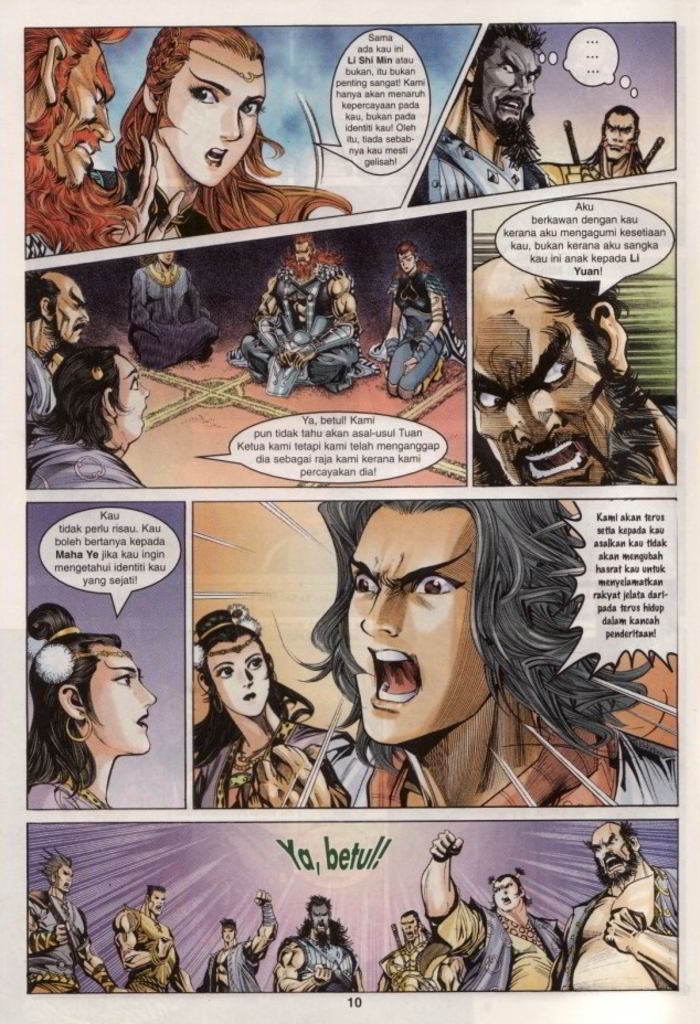 Sama
ada kau ini
Li Shi Min atau
bukan, itu bukan
penting sangat! Kami
hanya akan menaruh
kepercayaan pada
kau, bukan pada
identiti kau! Oleh
itu, tiada sebab-
nya kau mesti
gelisah!
...
...
...
Aku
berkawan dengan kau
kerana aku mengagumi kesetiaan
kau, bukan kerana aku sangka
kau ini anak kepada Li
Yuan!
Ya, betul! Kami
pun tidak tahu akan asal-usul Tuan
Ketua kami tetapi kami menganggap
dia sebagai raja kami kerana kami
percayakan dia!
Kau
tidak perlu risau. Kau
boleh bertanya kepada
Maha Ye jika kau ingin
mengetahui identiti kau
yang sejati!
Kami akan terus
setia kepada kau
asalkan kau tidak
akan mengubah
hasrat kau untuk
menyelamatkan
rakyat jelata dari-
pada terus hidup
dalam kancah
penderitaan!
Ya, betul!
10